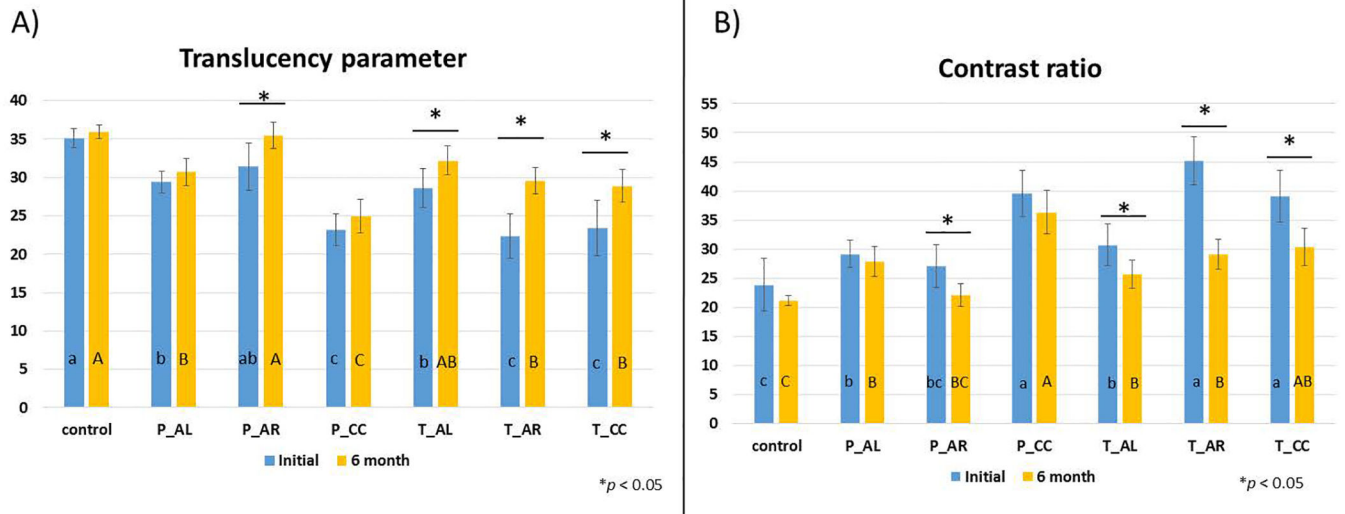 A)
Translucency parameter
40
35
30
25
20
15
10
5
0
* * * *
a A b B ab A c C b AB c B c B
control P_AL P_AR P_CC T_AL T_AR T_CC
Initial 6 month
*p < 0.05
B)
Contrast ratio
55
50
45
40
35
30
25
20
15
10
5
0
* * * *
c C b B bc BC a A b B a B a AB
control P_AL P_AR P_CC T_AL T_AR T_CC
Initial 6 month
*p < 0.05